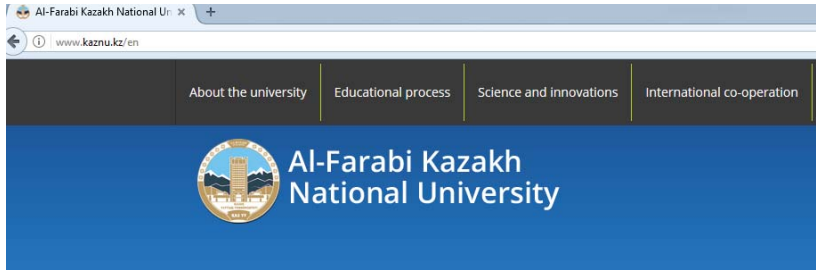 Al-Farabi Kazakh National Un
www.kaznu.kz/en
About the university
Educational process
Science and innovations
International co-operation
Al-Farabi Kazakh
National University